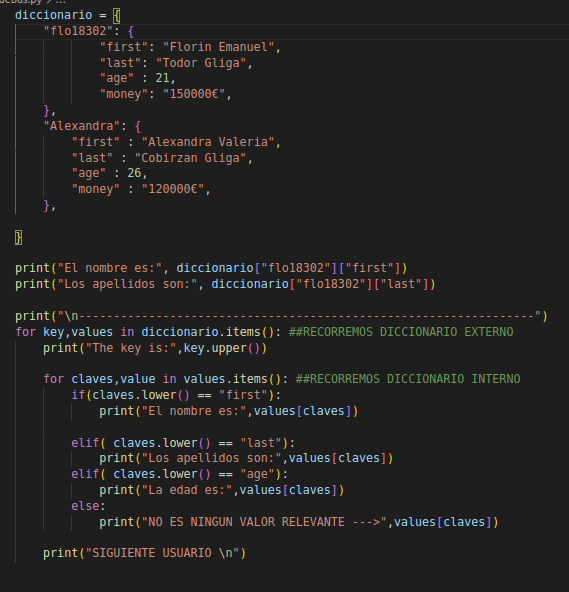 diccionario = {
"flo18302": {
"first": "Florin Emanuel",
"last": "Todor Gliga",
"age" : 21,
"money": "150000€",
},
"Alexandra": {
"first" : "Alexandra Valeria",
"last" : "Cobirzan Gliga",
"age" : 26,
"money" : "120000€",
},
}
print("El nombre es:", diccionario["flo18302"]["first"])
print("Los apellidos son:", diccionario["flo18302"]["last"])
print("\n-----------------------------------------------------------------")
for key,values in diccionario.items(): ##RECORREMOS DICCIONARIO EXTERNO
print("The key is:",key.upper())
for claves,value in values.items(): ##RECORREMOS DICCIONARIO INTERNO
if(claves.lower() == "first"):
print("El nombre es:",values[claves])
elif( claves.lower() == "last"):
print("Los apellidos son:",values[claves])
elif( claves.lower() == "age"):
print("La edad es:",values[claves])
else:
print("NO ES NINGUN VALOR RELEVANTE --->",values[claves])
print("SIGUIENTE USUARIO \n")